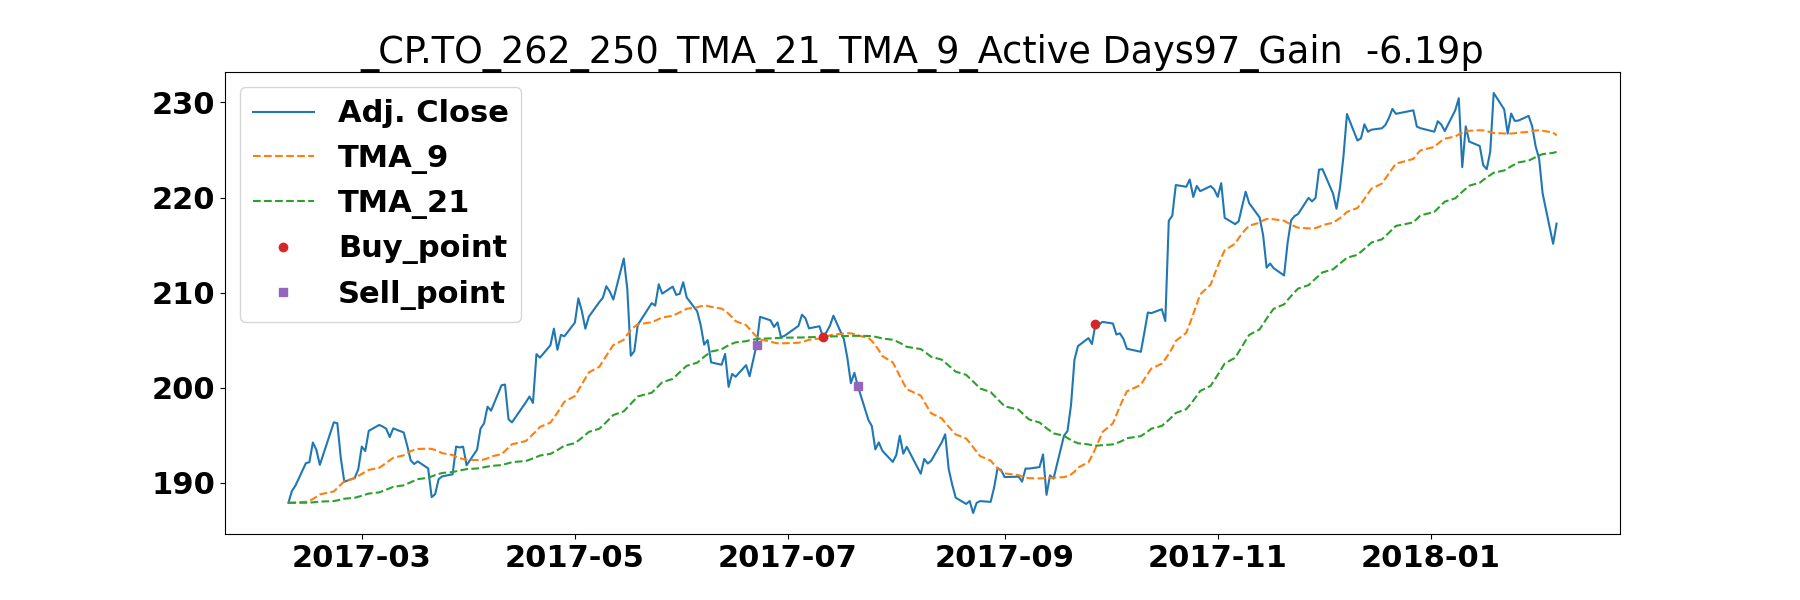 _CP.TO_262_250_TMA_21_TMA_9_Active Days97_Gain  -6.19p
230
220
210
200
190
Adj. Close
TMA_9
TMA_21
Buy_point
Sell_point
2017-03 2017-05 2017-07 2017-09 2017-11 2018-01